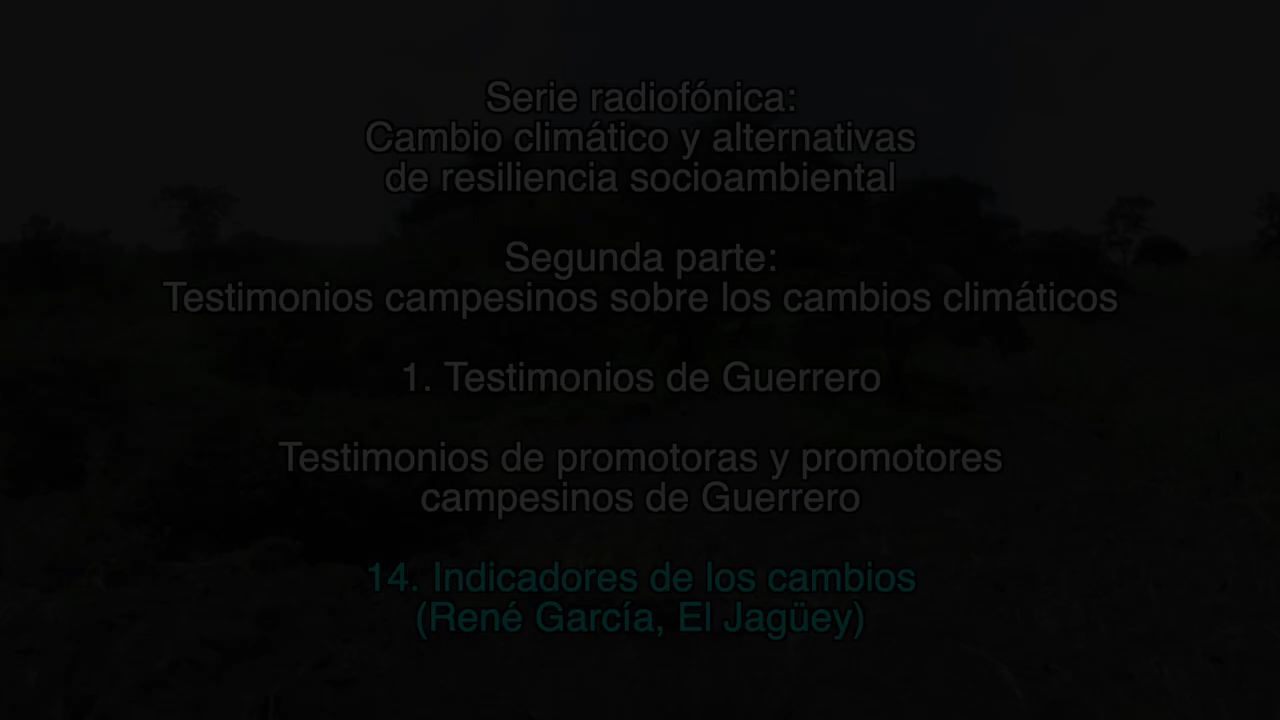 Serie radiofónica:
Cambio climático y alternativas
de resiliencia socioambiental
Segunda parte:
Testimonios campesinos sobre los cambios climáticos
1. Testimonios de Guerrero
Testimonios de promotoras y promotores
campesinos de Guerrero
14. Indicadores de los cambios
(René García, El Jagüey)